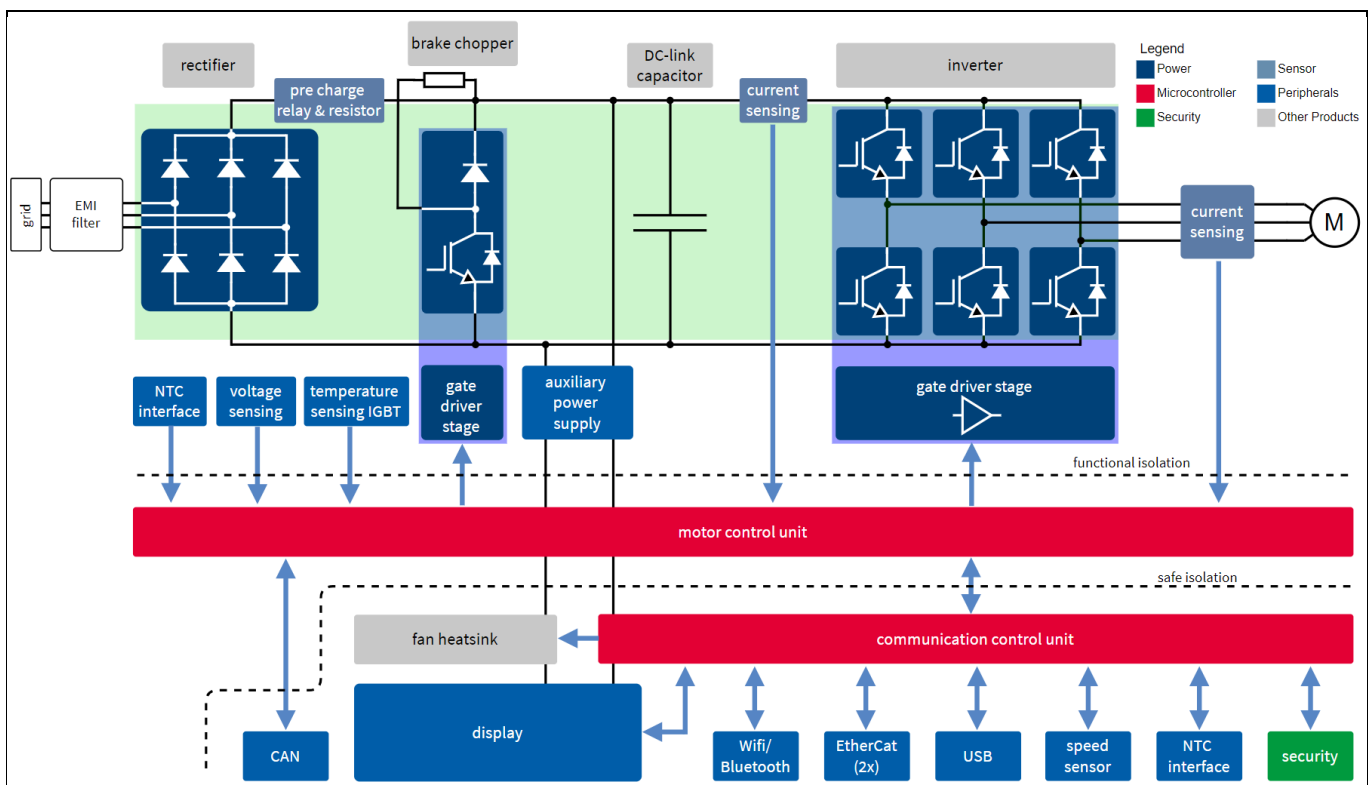 brake chopper
rectifier
DC-link
capacitor
inverter
Legend
Power
Sensor
Microcontroller
Peripherals
Security
Other Products
pre charge
relay & resistor
current
sensing
grid
EMI
filter
current
sensing
M
NTC
interface
voltage
sensing
temperature
sensing IGBT
gate
driver
stage
auxiliary
power
supply
gate driver stage
functional isolation
motor control unit
safe isolation
fan heatsink
communication control unit
display
CAN
Wifi/
Bluetooth
EtherCat
(2x)
USB
speed
sensor
NTC
interface
security